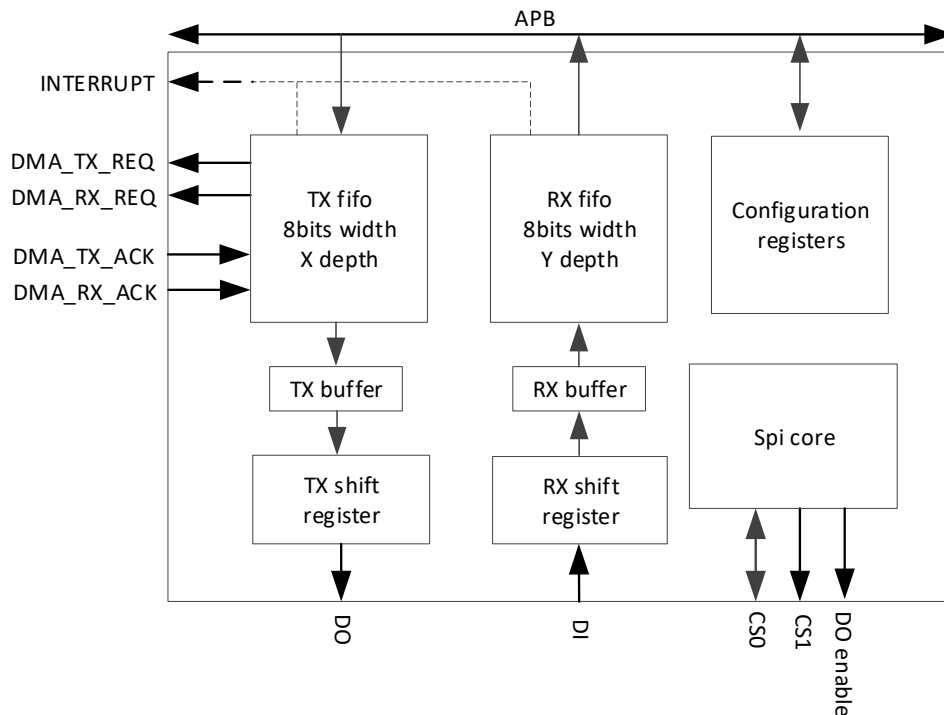 APB
INTERRUPT
DMA_TX_REQ
DMA_RX_REQ
DMA_TX_ACK
DMA_RX_ACK
TX fifo
8bits width
X depth
RX fifo
8bits width
Y depth
Configuration
registers
TX buffer
RX buffer
Spi core
TX shift
register
RX shift
register
DO
DI
CS0
CS1
DO enable